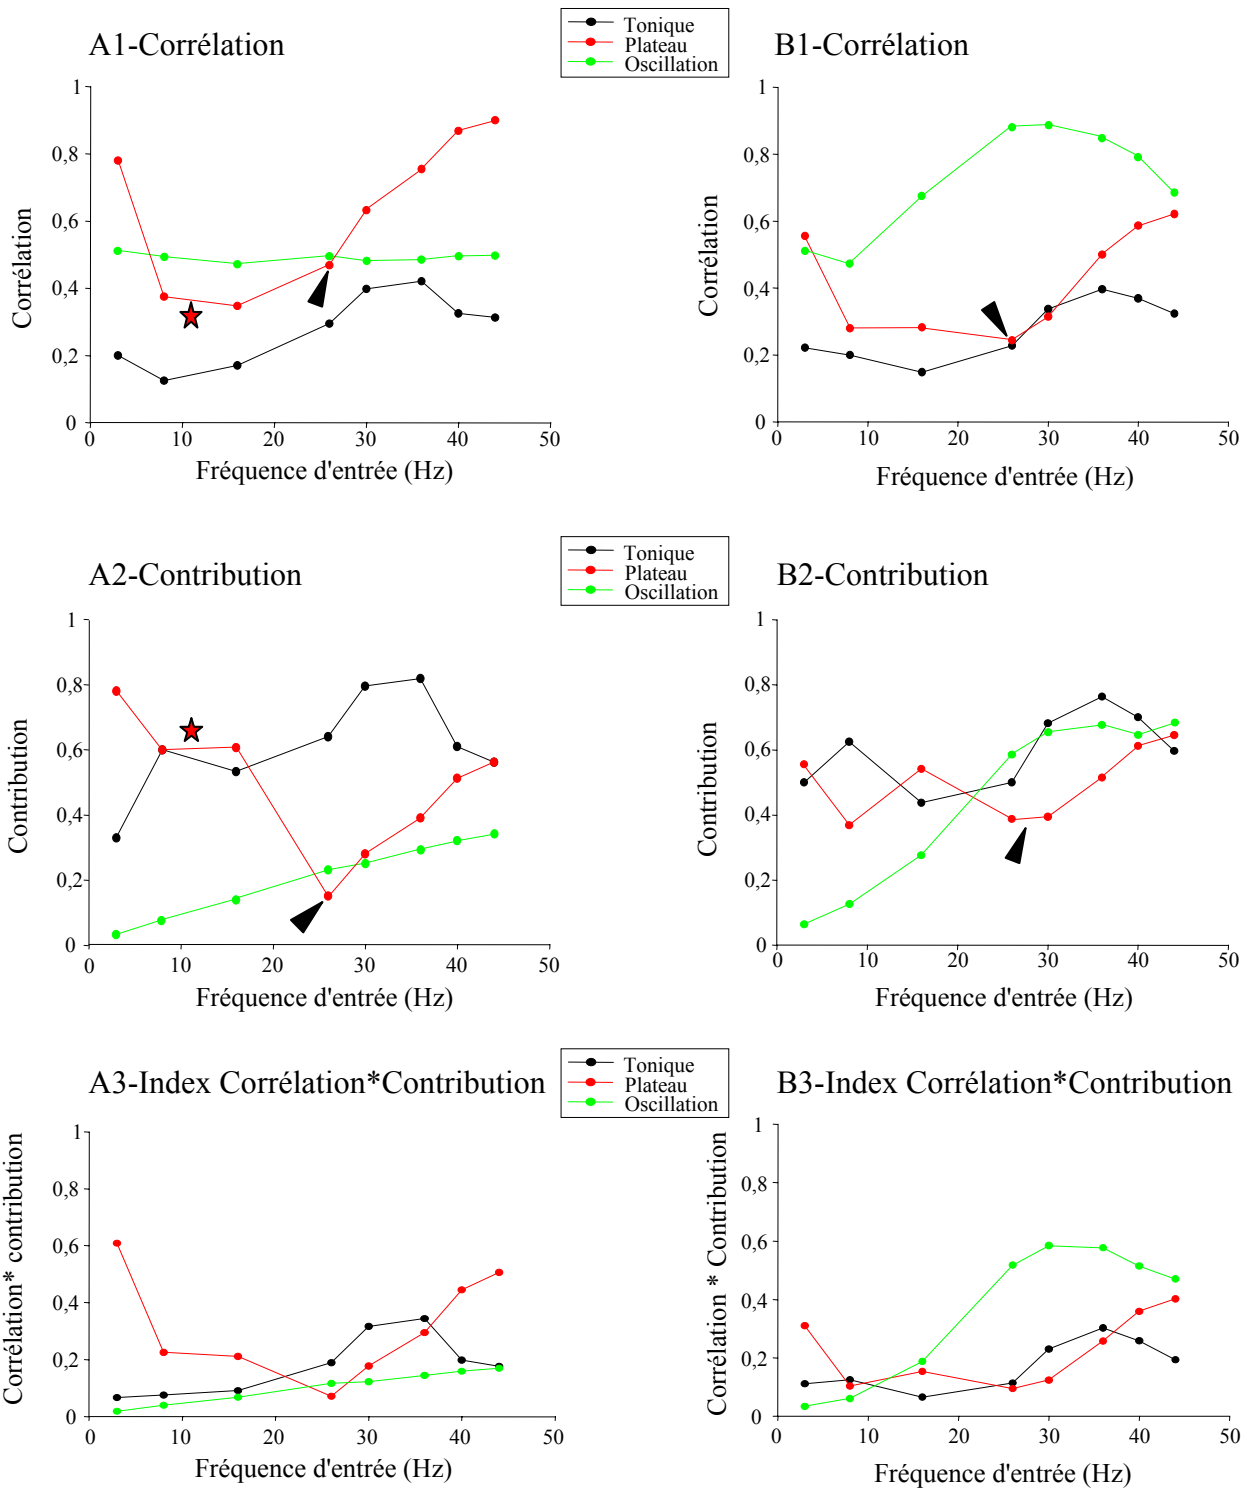 A1-Corrélation
Tonique
Plateau
Oscillation
B1-Corrélation
Corrélation
1
0,8
0,6
0,4
0,2
0
0 10 20 30 40 50
Fréquence d'entrée (Hz)
Corrélation
1
0,8
0,6
0,4
0,2
0
0 10 20 30 40 50
Fréquence d'entrée (Hz)
A2-Contribution
Tonique
Plateau
Oscillation
B2-Contribution
Contribution
1
0,8
0,6
0,4
0,2
0
0 10 20 30 40 50
Fréquence d'entrée (Hz)
Contribution
1
0,8
0,6
0,4
0,2
0
0 10 20 30 40 50
Fréquence d'entrée (Hz)
A3-Index Corrélation*Contribution
Tonique
Plateau
Oscillation
B3-Index Corrélation*Contribution
Corrélation* contribution
1
0,8
0,6
0,4
0,2
0
0 10 20 30 40 50
Fréquence d'entrée (Hz)
Corrélation * Contribution
1
0,8
0,6
0,4
0,2
0
0 10 20 30 40 50
Fréquence d'entrée (Hz)